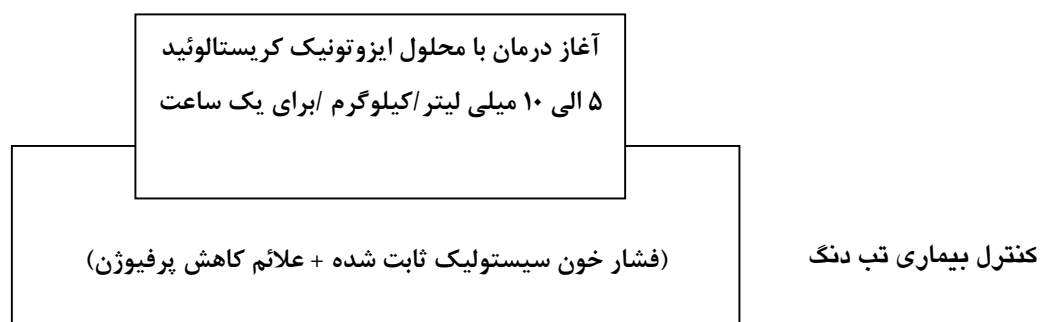 آغاز درمان با محلول ایزوتونیک کریستالوئید
۵ الی ۱۰ میلی لیتر/کیلوگرم /برای یک ساعت
(فشار خون سیستولیک ثابت شده + علائم کاهش پرفیوژن)
کنترل بیماری تب دنگ